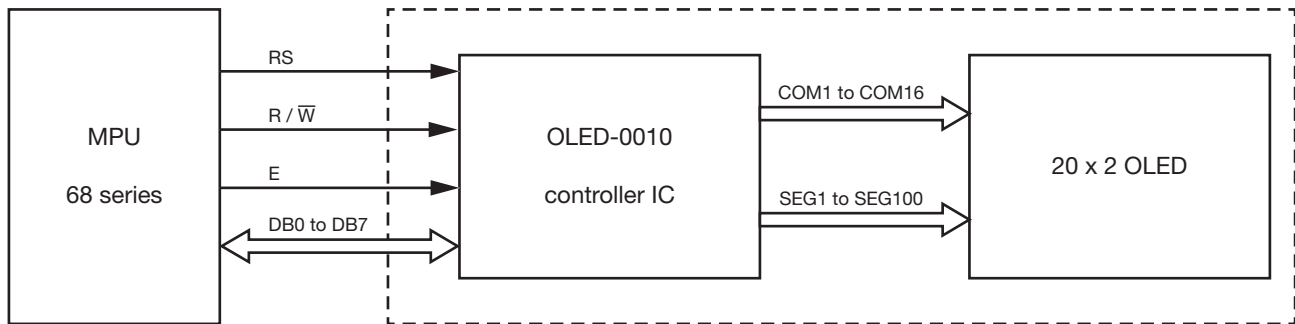 MPU
68 series
RS
R / W̅
E
DB0 to DB7
OLED-0010
controller IC
COM1 to COM16
SEG1 to SEG100
20 x 2 OLED